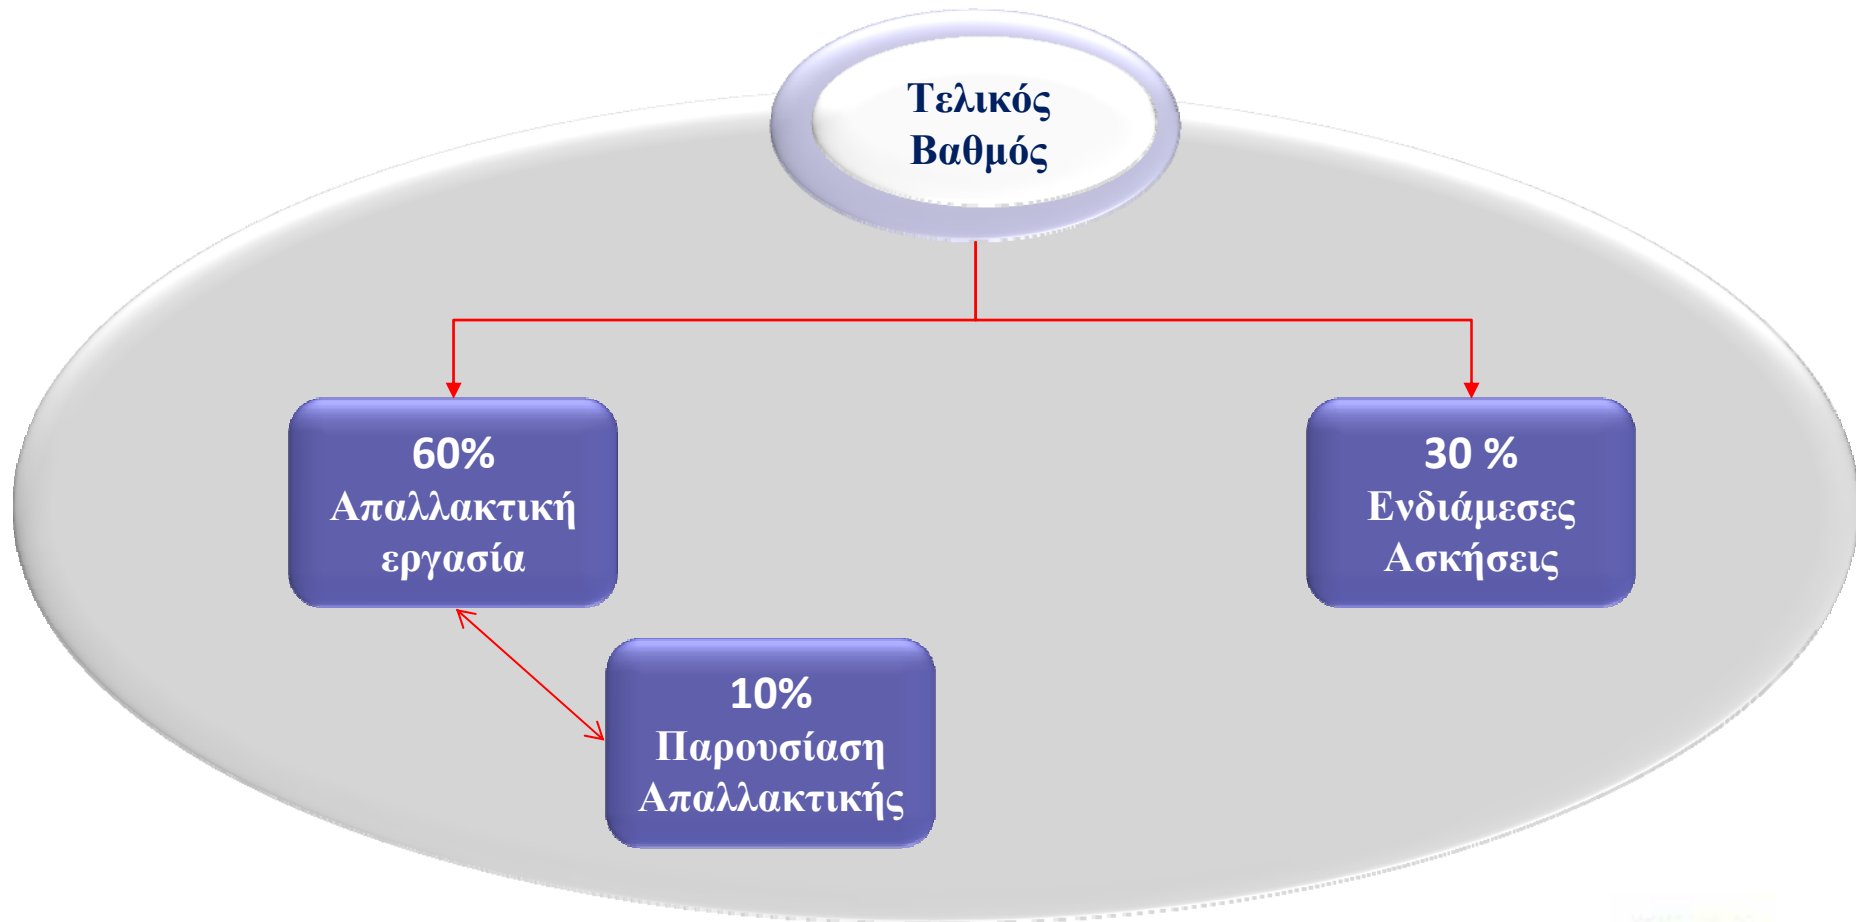 Τελικός
Βαθμός
60%
Απαλλακτική
εργασία
30 %
Ενδιάμεσες
Ασκήσεις
10%
Παρουσίαση
Απαλλακτικής